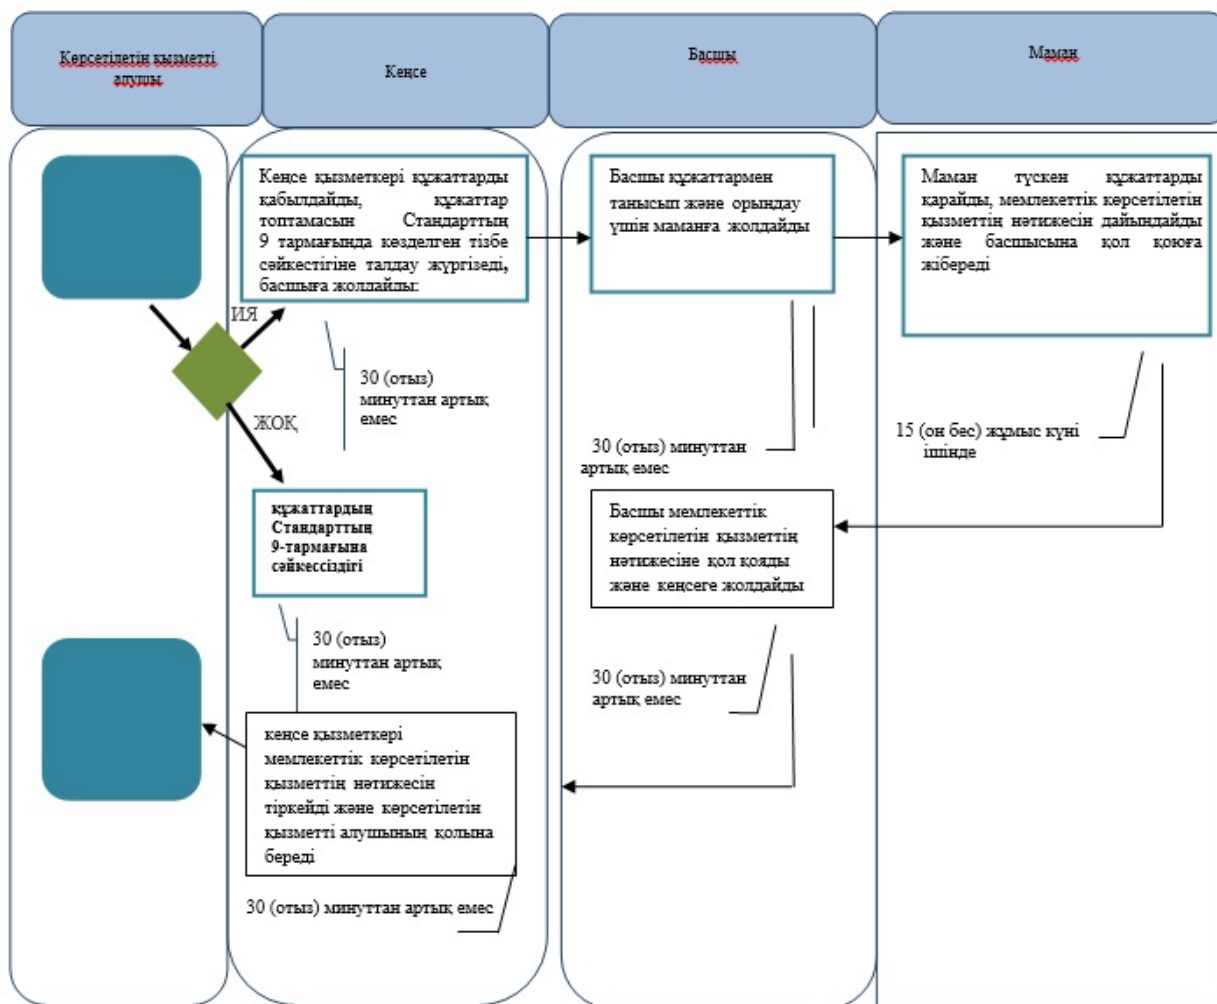 Көрсетілетін қызметті
алушы
Кеңсе
Басшы
Маман
Кеңсе қызметкері құжаттарды
қабылдайды, құжаттар
топтамасын Стандарттың
9 тармағында көзделген тізбе
сәйкестігіне талдау жүргізеді,
басшыға жолдайды:
Басшы құжаттармен
танысып және орындау
үшін маманға жолдайды
Маман түскен құжаттарды
қарайды, мемлекеттік көрсетілетін
қызметтің нәтижесін дайындайды
және басшысына қол қоюға
жібереді
ИЯ
30 (отыз)
минуттан артық
емес
ЖОҚ
30 (отыз) минуттан
артық емес
15 (он бес) жұмыс күні
ішінде
құжаттардың
Стандарттың
9-тармағына
сәйкессіздігі
Басшы мемлекеттік
көрсетілетін қызметтің
нәтижесіне қол қояды
және кеңсеге жолдайды
30 (отыз)
минуттан артық
емес
30 (отыз) минуттан
артық емес
кеңсе қызметкері
мемлекеттік көрсетілетін
қызметтің нәтижесін
тіркейді және көрсетілетін
қызметті алушының қолына
береді
30 (отыз) минуттан артық емес